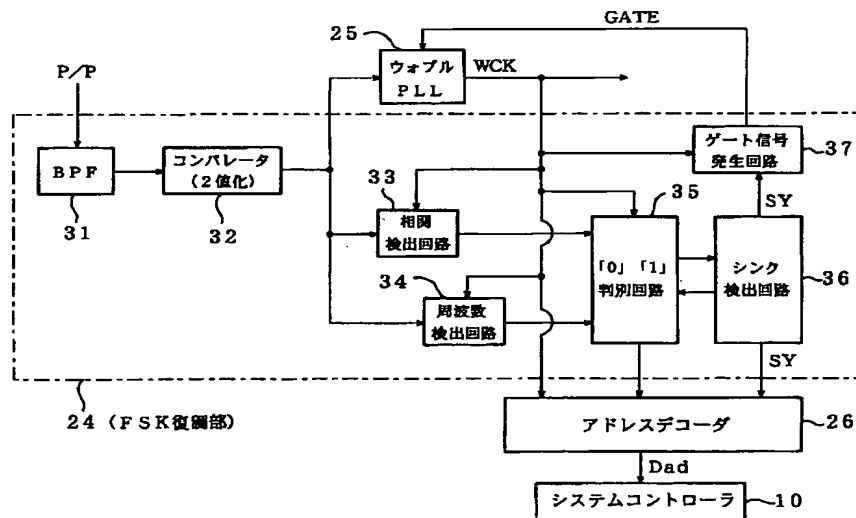 GATE
25
ウォブル
PLL
WCK
P/P
BPF
31
コンパレータ
(2値化)
32
33
相関
検出回路
34
周波数
検出回路
35
「0」「1」
判別回路
ゲート信号
発生回路
37
SY
シンク
検出回路
36
SY
24(FSK復調部)
アドレスデコーダ
26
Dad
システムコントローラ
10